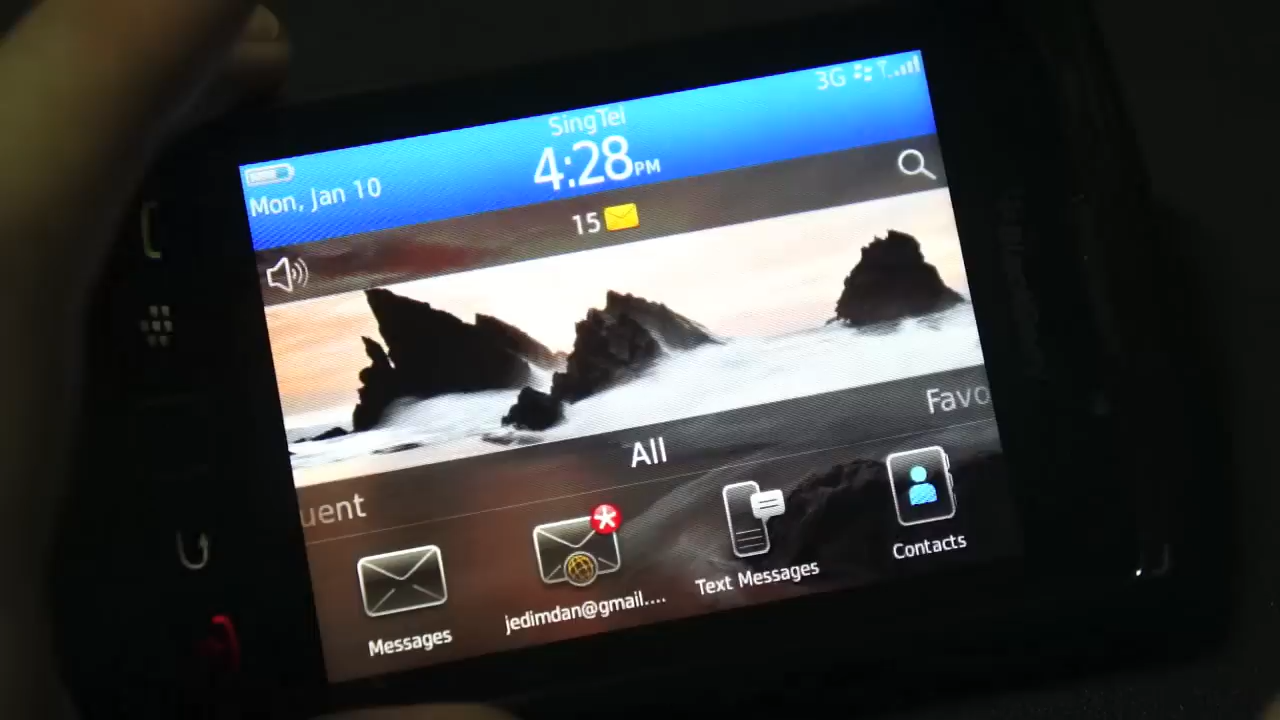 3G
SingTel
4:28PM
Mon, Jan 10
15
Favo
All
uent
Contacts
Text Messages
jedimdan@gmail....
Messages